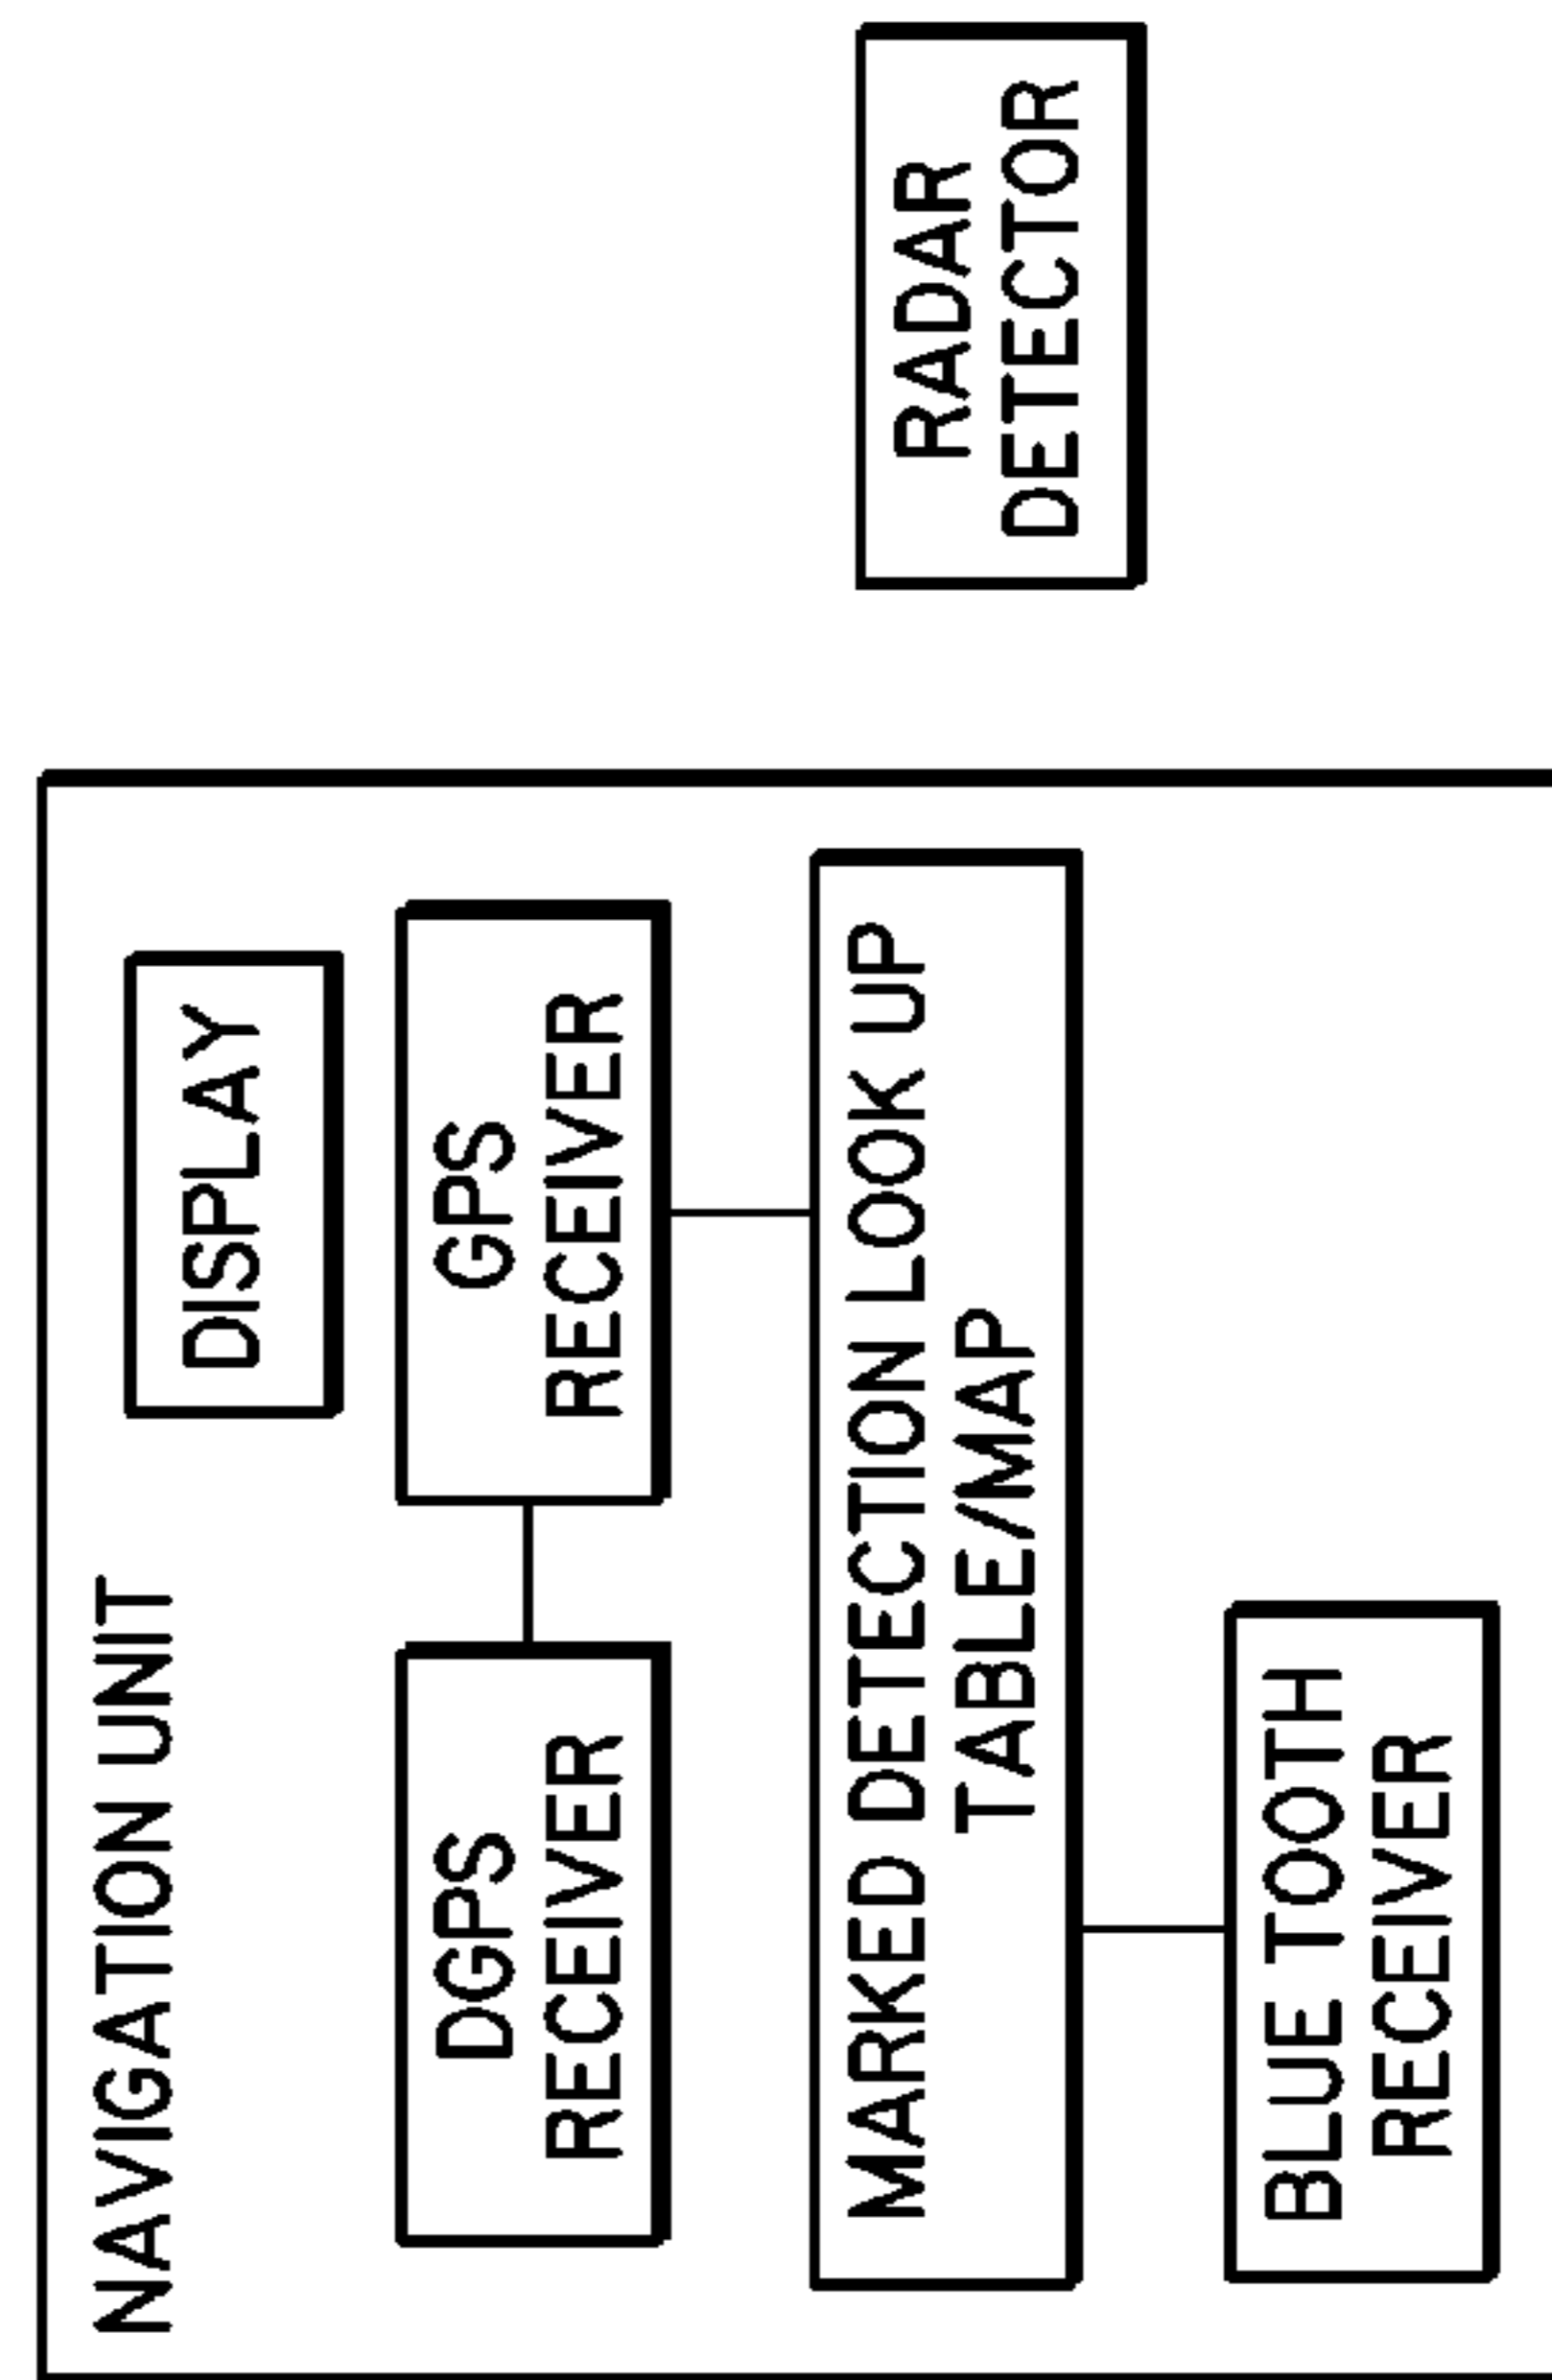 NAVIGATION UNIT
DISPLAY
DGPS
RECEIVER
GPS
RECEIVER
MARKED DETECTION LOOK UP
TABLE/MAP
BLUE TOOTH
RECEIVER
RADAR
DETECTOR